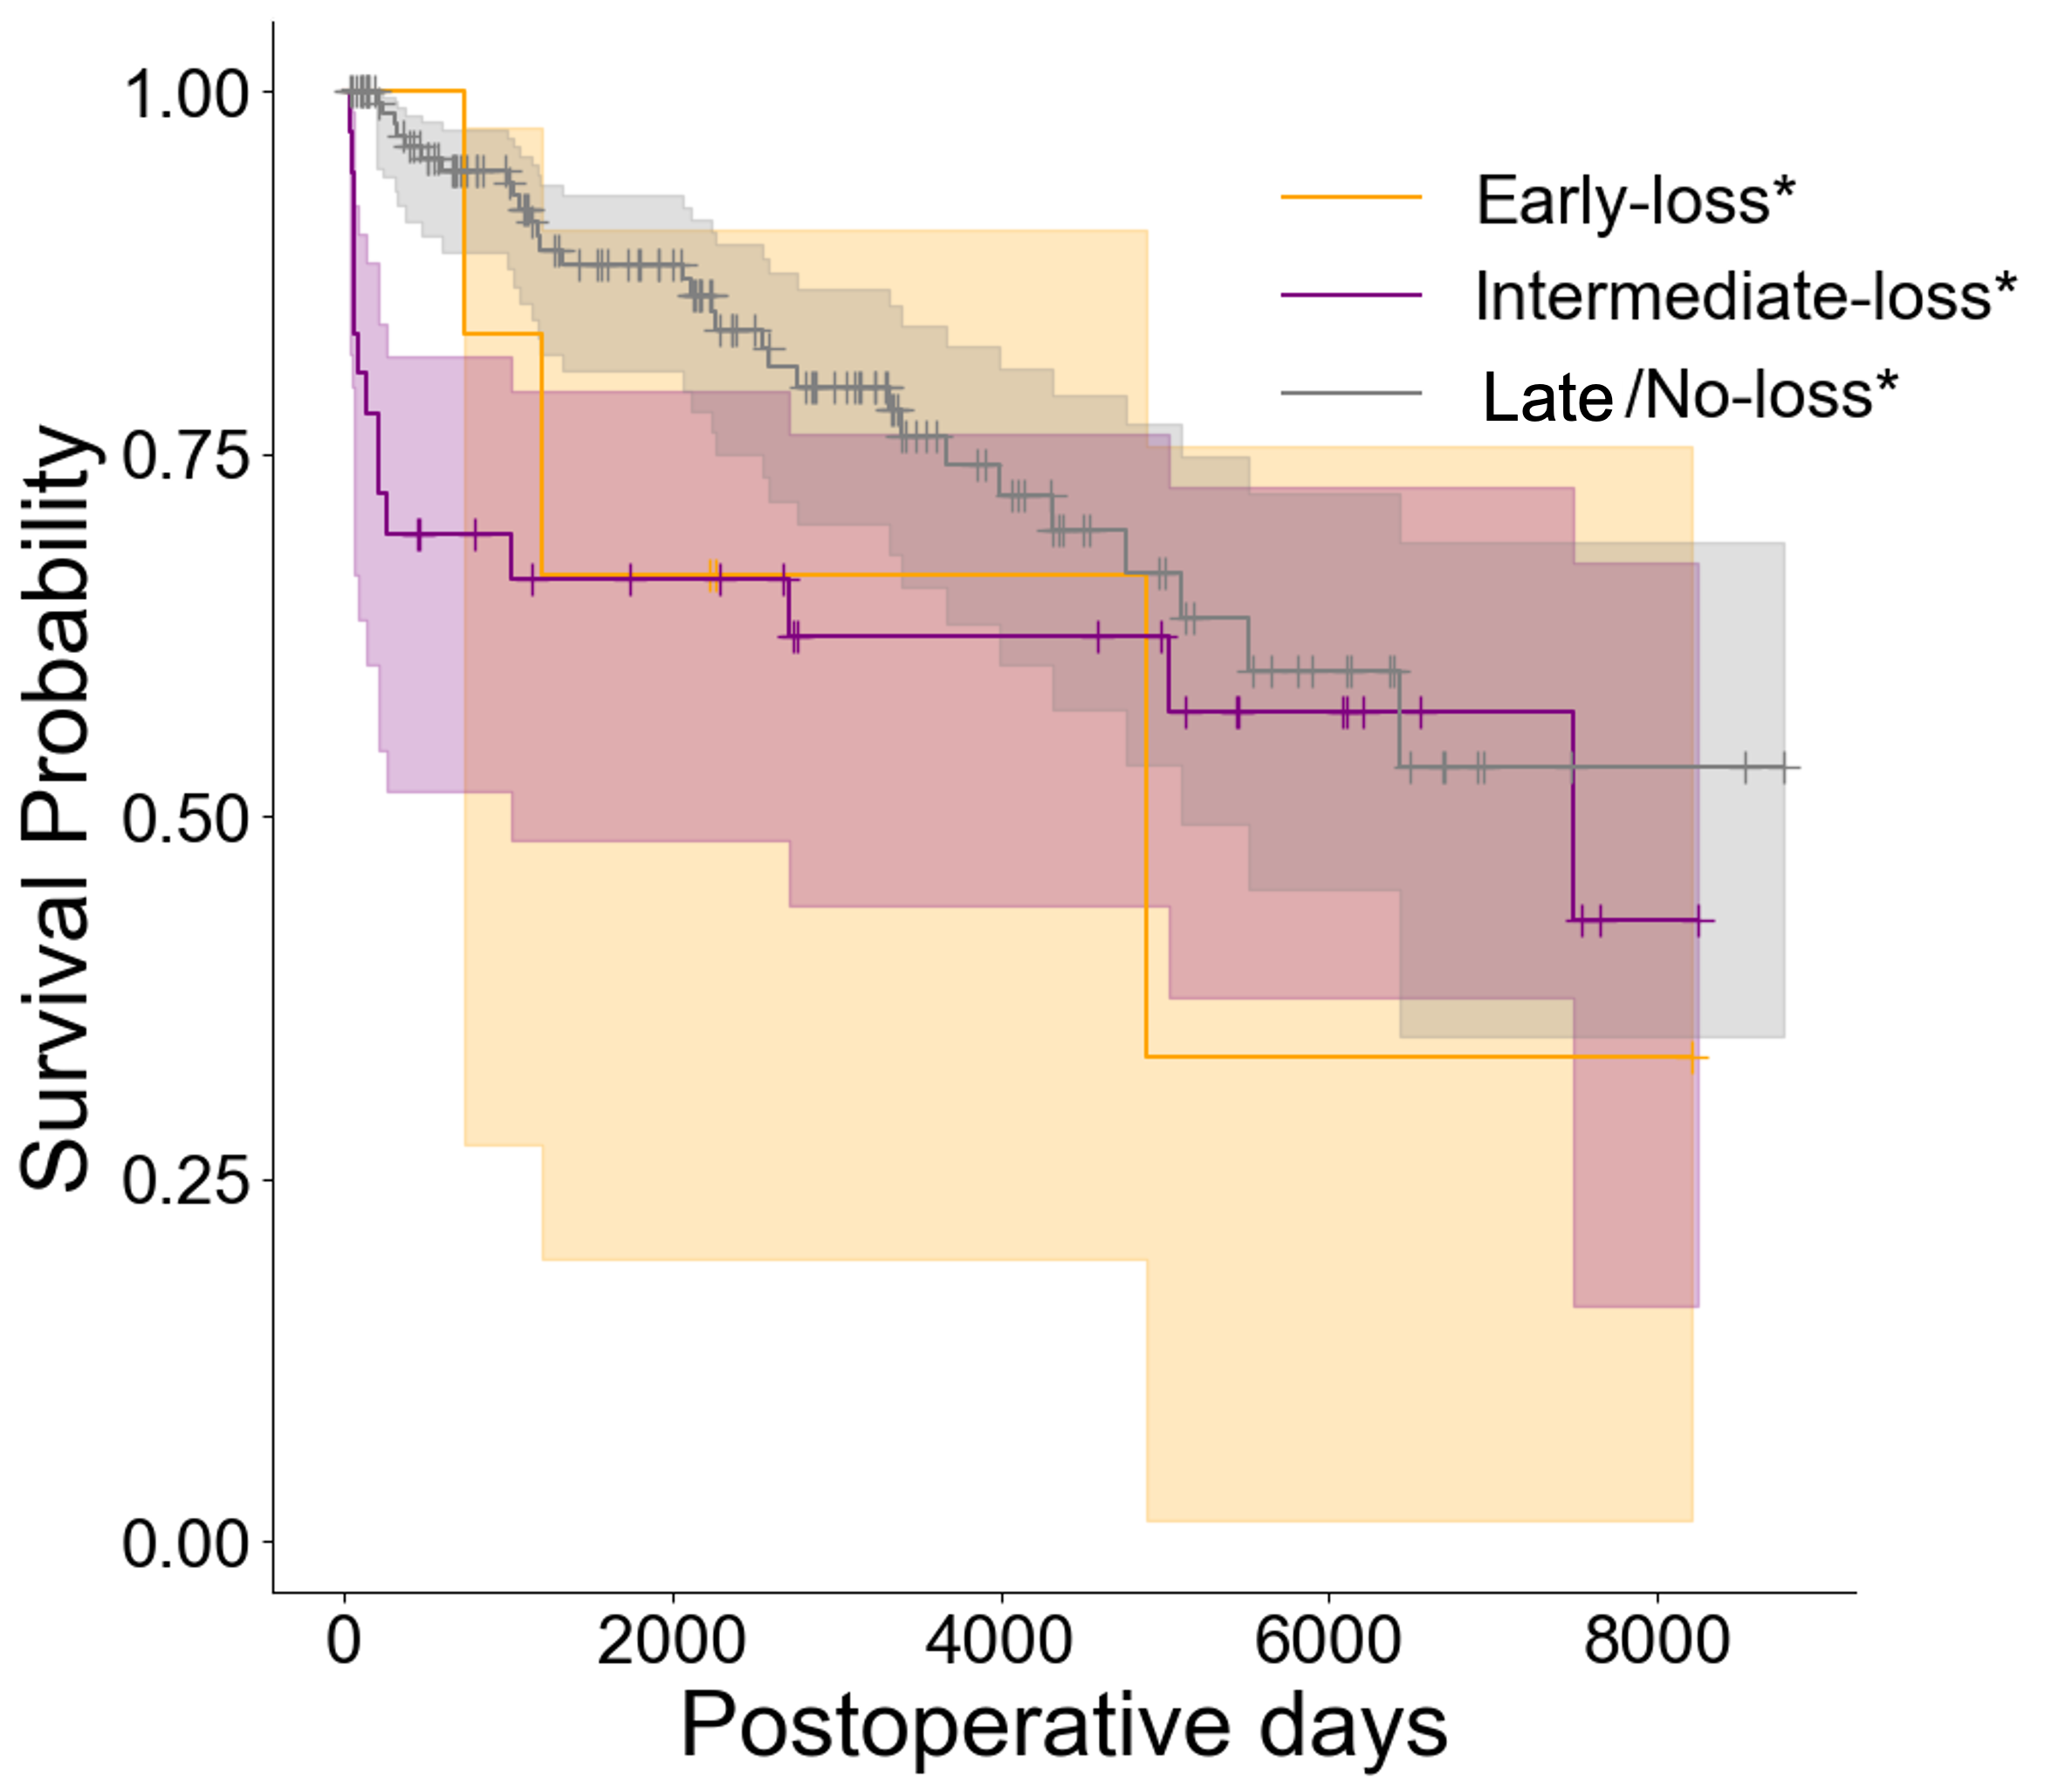 1.00
0.75
0.50
0.25
0.00
Survival Probability
Early-loss*
Intermediate-loss*
Late /No-loss*
0 2000 4000 6000 8000
Postoperative days